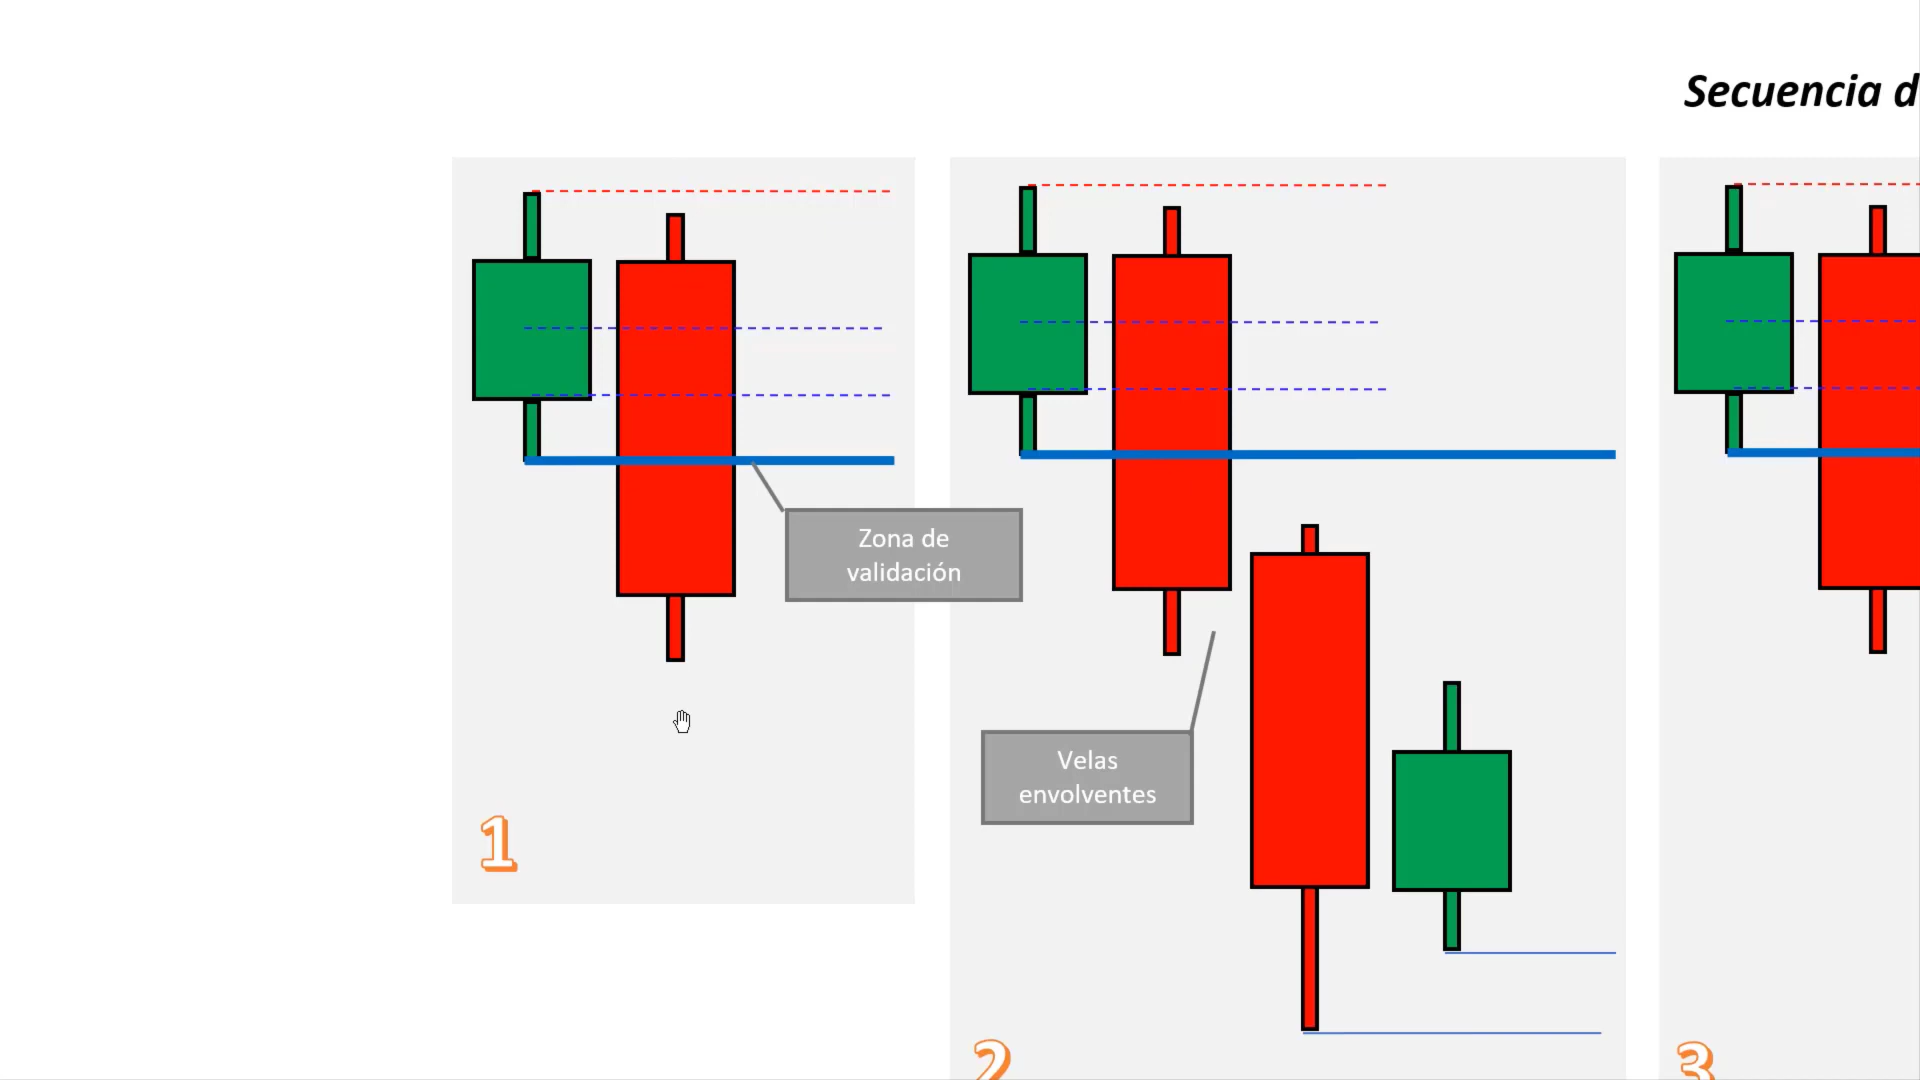 Secuencia d
Zona de
validación
Velas
envolventes
1
2
3